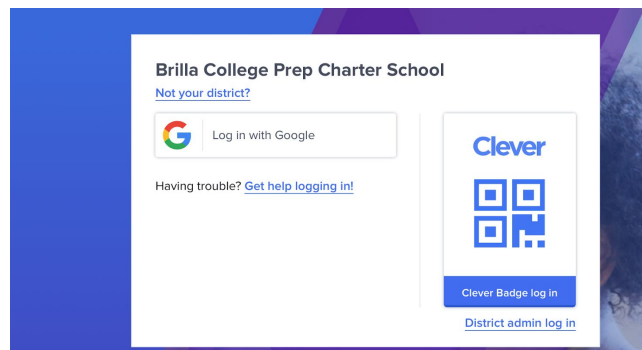 Brilla College Prep Charter School
Not your district?
Log in with Google
Having trouble? Get help logging in!
Clever
Clever Badge log in
District admin log in